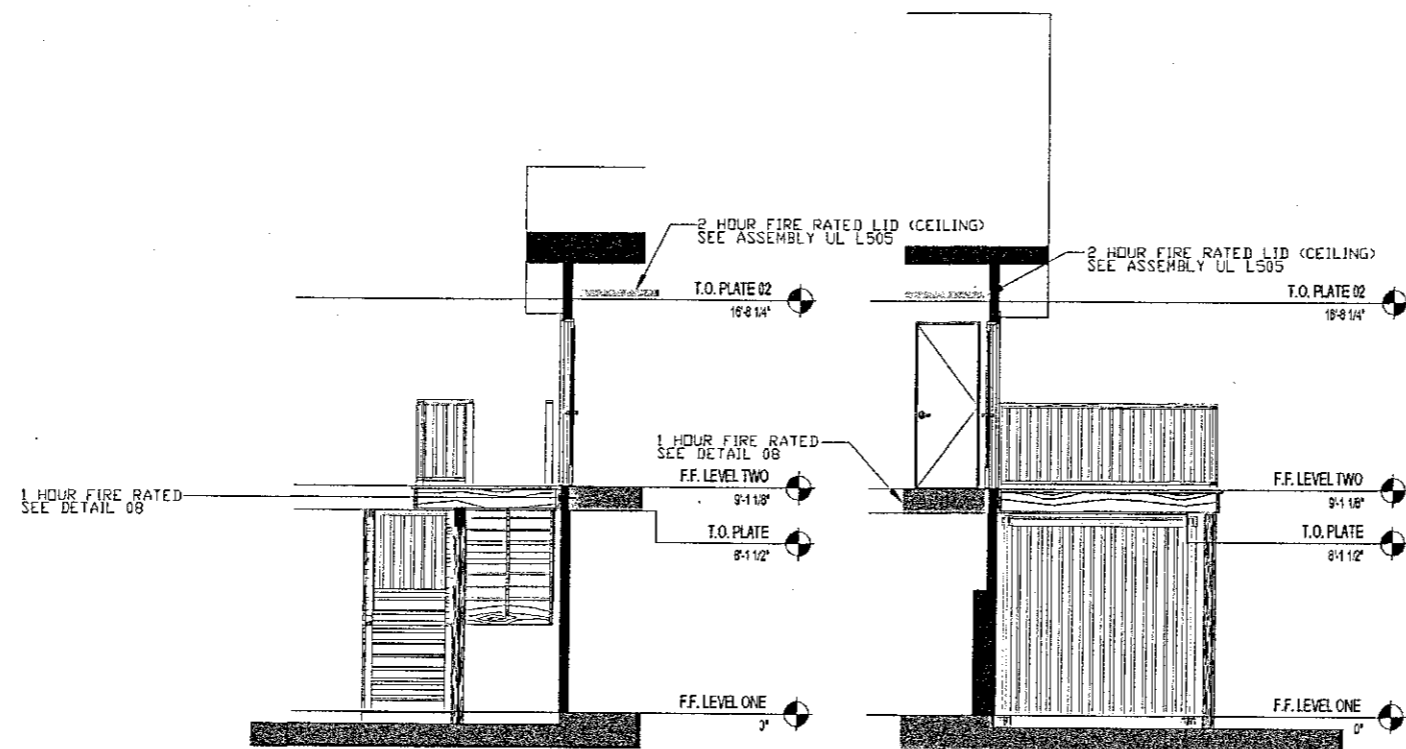 2 HOUR FIRE RATED LID (CEILING)
SEE ASSEMBLY UL L505
T.O. PLATE 02
16'-8 1/4"
1 HOUR FIRE RATED
SEE DETAIL 08
F.F. LEVEL TWO
9'-1 1/8"
T.O. PLATE
8'-1 1/2"
F.F. LEVEL ONE
0"
2 HOUR FIRE RATED LID (CEILING)
SEE ASSEMBLY UL L505
T.O. PLATE 02
16'-8 1/4"
1 HOUR FIRE RATED
SEE DETAIL 08
F.F. LEVEL TWO
9'-1 1/8"
T.O. PLATE
8'-1 1/2"
F.F. LEVEL ONE
0"